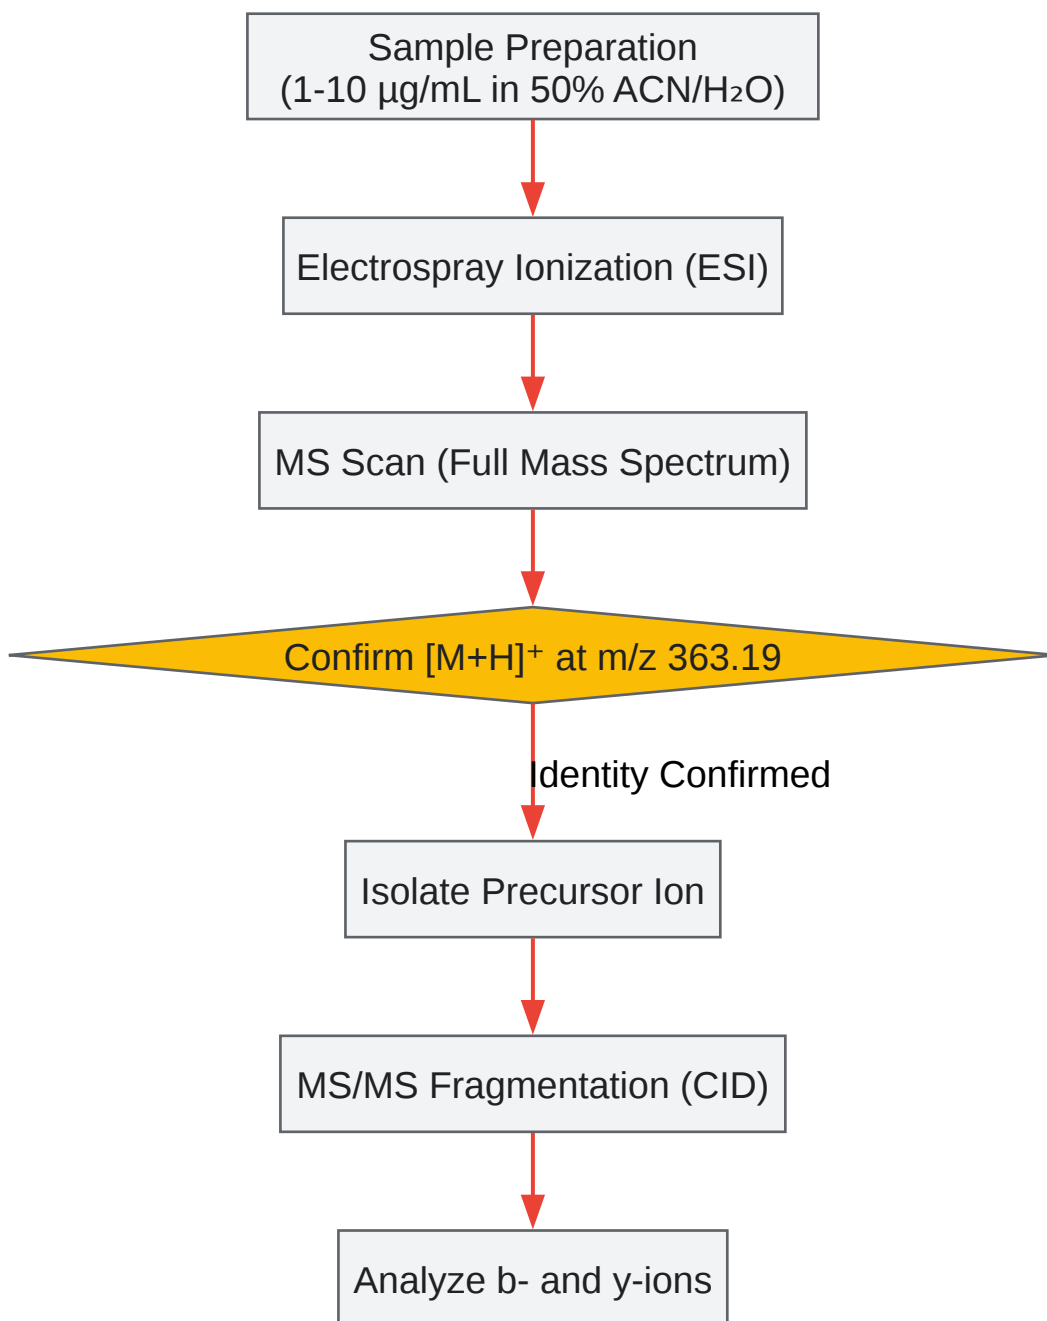 Sample Preparation
(1-10 µg/mL in 50% ACN/H₂O)
Electrospray Ionization (ESI)
MS Scan (Full Mass Spectrum)
Confirm [M+H]⁺ at m/z 363.19
Identity Confirmed
Isolate Precursor Ion
MS/MS Fragmentation (CID)
Analyze b- and y-ions